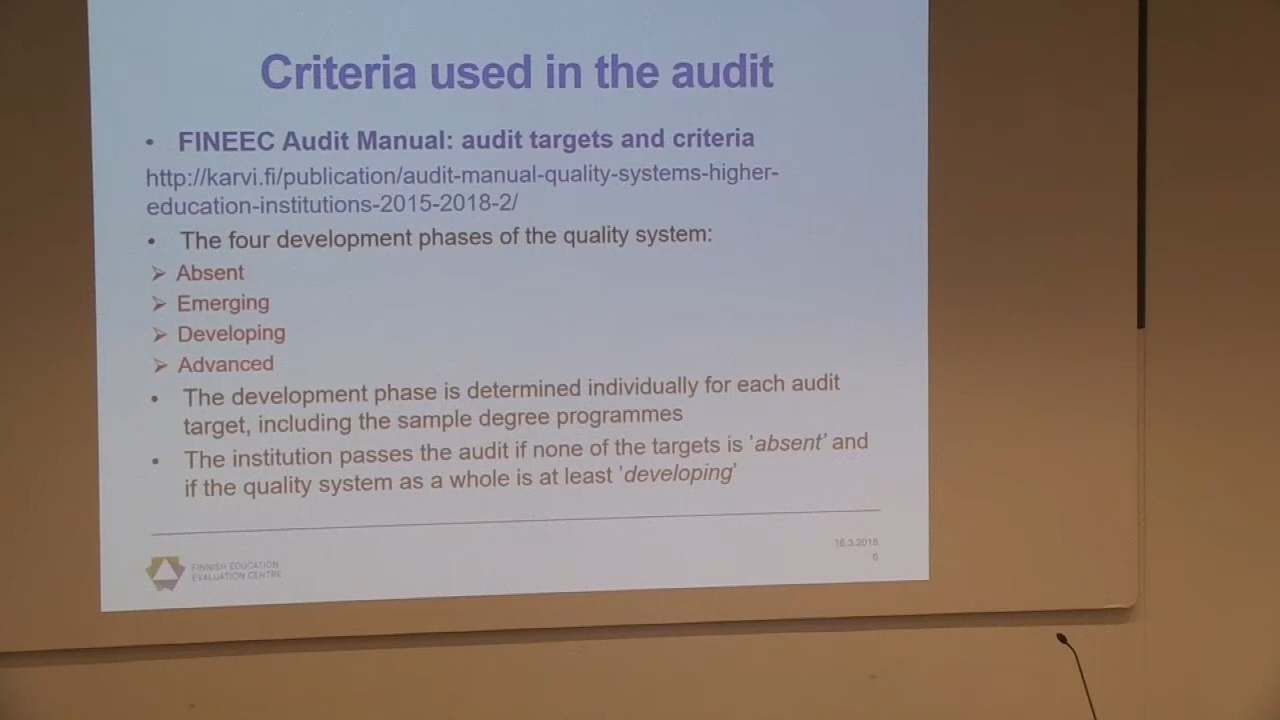 Criteria used in the audit
• FINEEC Audit Manual: audit targets and criteria
http://karvi.fi/publication/audit-manual-quality-systems-higher-
education-institutions-2015-2018-2/
• The four development phases of the quality system:
➢ Absent
➢ Emerging
➢ Developing
➢ Advanced
• The development phase is determined individually for each audit
target, including the sample degree programmes
• The institution passes the audit if none of the targets is 'absent' and
if the quality system as a whole is at least 'developing'
16.3.2018
6
FINNISH EDUCATION
EVALUATION CENTRE